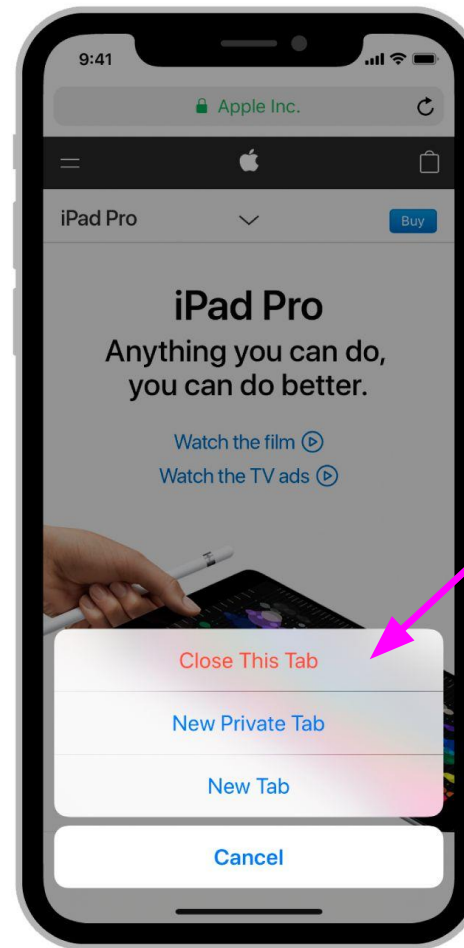 9:41
Apple Inc.
iPad Pro
Buy
iPad Pro
Anything you can do,
you can do better.
Watch the film
Watch the TV ads
Close This Tab
New Private Tab
New Tab
Cancel